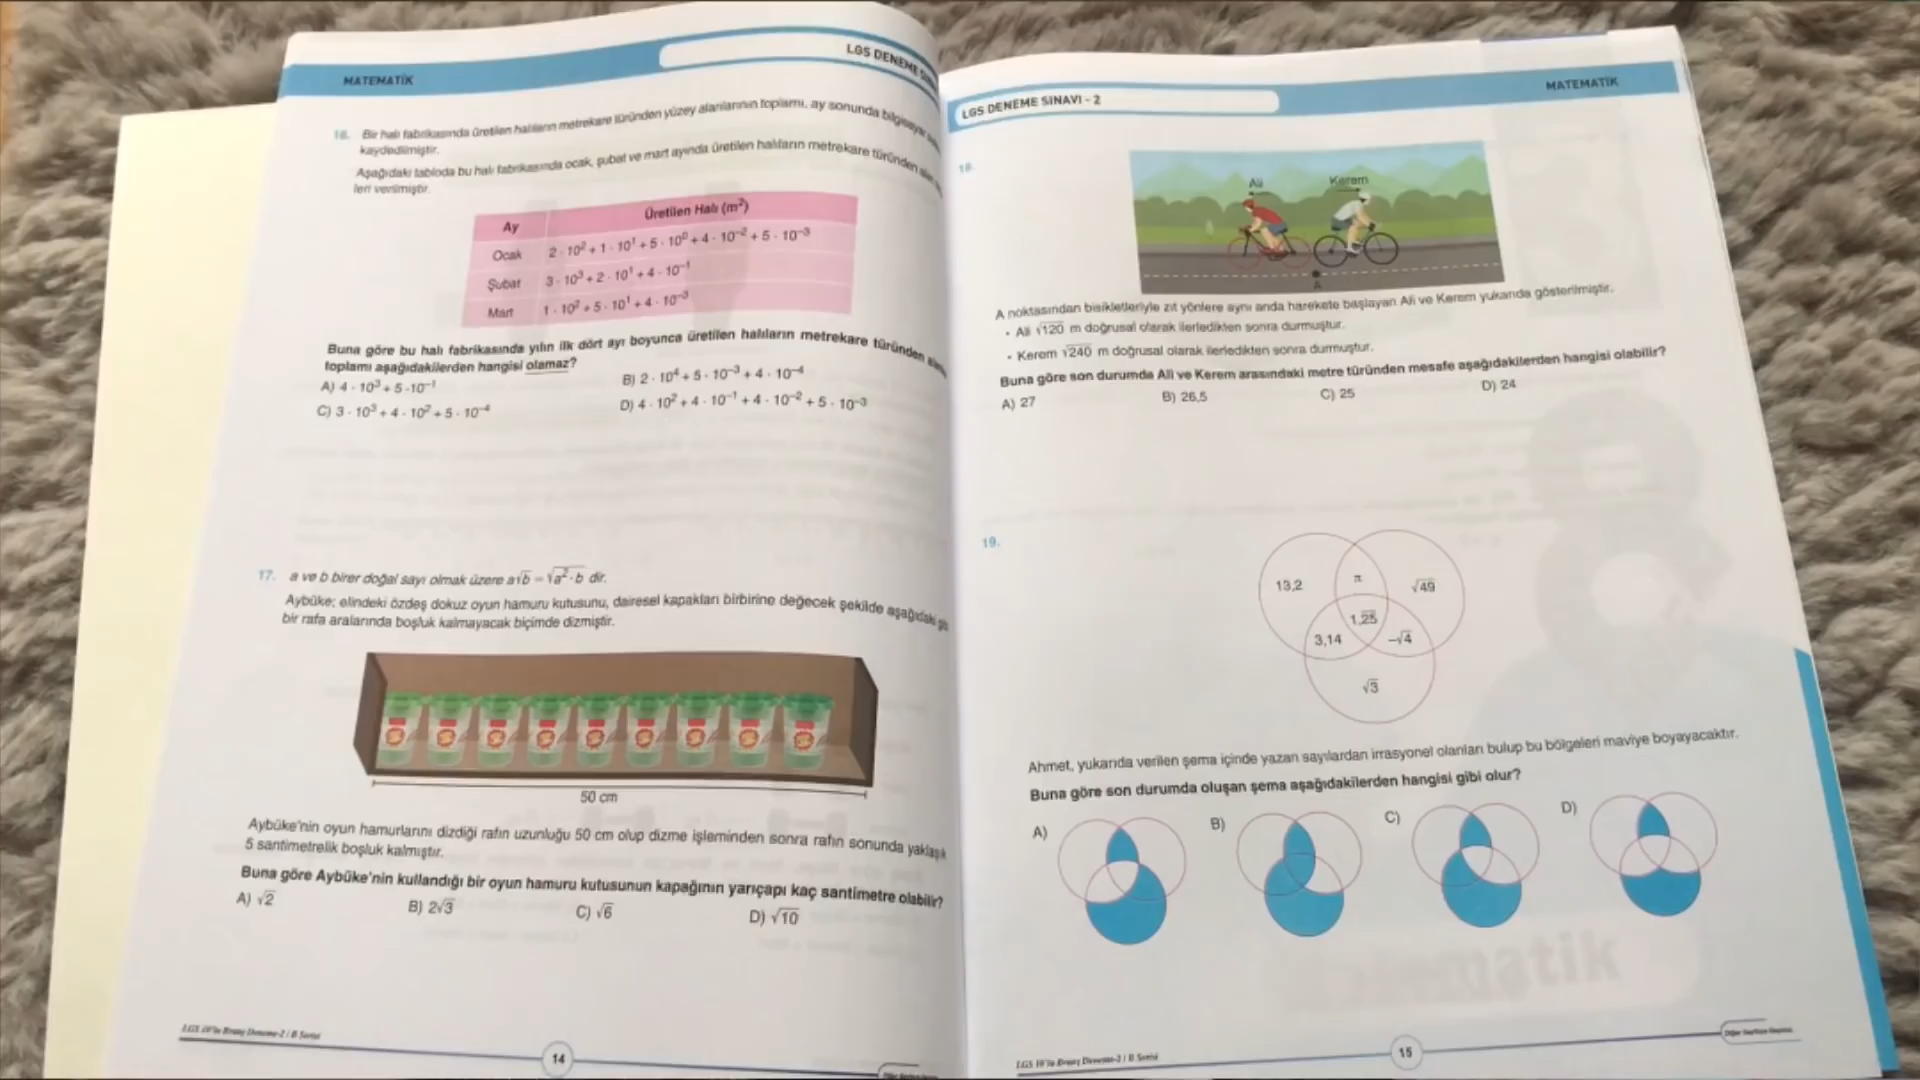 MATEMATİK
LGS DENEME
16. Bir halı fabrikasında üretilen halıların metrekare türünden yüzey alanlarının toplamı, ay sonunda bilgisayar
kaydedilmiştir.
Aşağıdaki tabloda bu halı fabrikasında ocak, şubat ve mart ayında üretilen halıların metrekare türünden
leri verilmiştir.
Ay Üretilen Halı (m²)
Ocak 2 · 10² + 1 · 10¹ + 5 · 10⁰ + 4 · 10⁻² + 5 · 10⁻³
Şubat 3 · 10³ + 2 · 10¹ + 4 · 10⁻¹
Mart 1 · 10² + 5 · 10¹ + 4 · 10⁻³
Buna göre bu halı fabrikasında yılın ilk dört ayı boyunca üretilen halıların metrekare türünden
toplamı aşağıdakilerden hangisi olamaz?
A) 4 · 10³ + 5 · 10⁻¹ B) 2 · 10⁴ + 5 · 10⁻³ + 4 · 10⁻⁴
C) 3 · 10³ + 4 · 10² + 5 · 10⁻⁴ D) 4 · 10² + 4 · 10⁻¹ + 4 · 10⁻² + 5 · 10⁻³
17. a ve b birer doğal sayı olmak üzere a√b = √a² · b dir.
Aybüke; elindeki özdeş dokuz oyun hamuru kutusunu, dairesel kapakları birbirine değecek şekilde aşağıdaki
bir rafa aralarında boşluk kalmayacak biçimde dizmiştir.
50 cm
Aybüke'nin oyun hamurlarını dizdiği rafın uzunluğu 50 cm olup dizme işleminden sonra rafın sonunda yaklaşık
5 santimetrelik boşluk kalmıştır.
Buna göre Aybüke'nin kullandığı bir oyun hamuru kutusunun kapağının yarıçapı kaç santimetre olabilir?
A) √2 B) 2√3 C) √6 D) √10
LGS 10'lu Branş Deneme-2 / B Serisi
14
LGS DENEME SINAVI - 2
MATEMATİK
18.
Ali Kerem
A
A noktasından bisikletleriyle zıt yönlere aynı anda harekete başlayan Ali ve Kerem yukarıda gösterilmiştir.
• Ali √120 m doğrusal olarak ilerledikten sonra durmuştur.
• Kerem √240 m doğrusal olarak ilerledikten sonra durmuştur.
Buna göre son durumda Ali ve Kerem arasındaki metre türünden mesafe aşağıdakilerden hangisi olabilir?
A) 27 B) 26,5 C) 25 D) 24
19.
13,2 π √49
1,25
3,14 −√4
√3
Ahmet, yukarıda verilen şema içinde yazan sayılardan irrasyonel olanları bulup bu bölgeleri maviye boyayacaktır.
Buna göre son durumda oluşan şema aşağıdakilerden hangisi gibi olur?
A) B) C) D)
LGS 10'lu Branş Deneme-2 / B Serisi
15